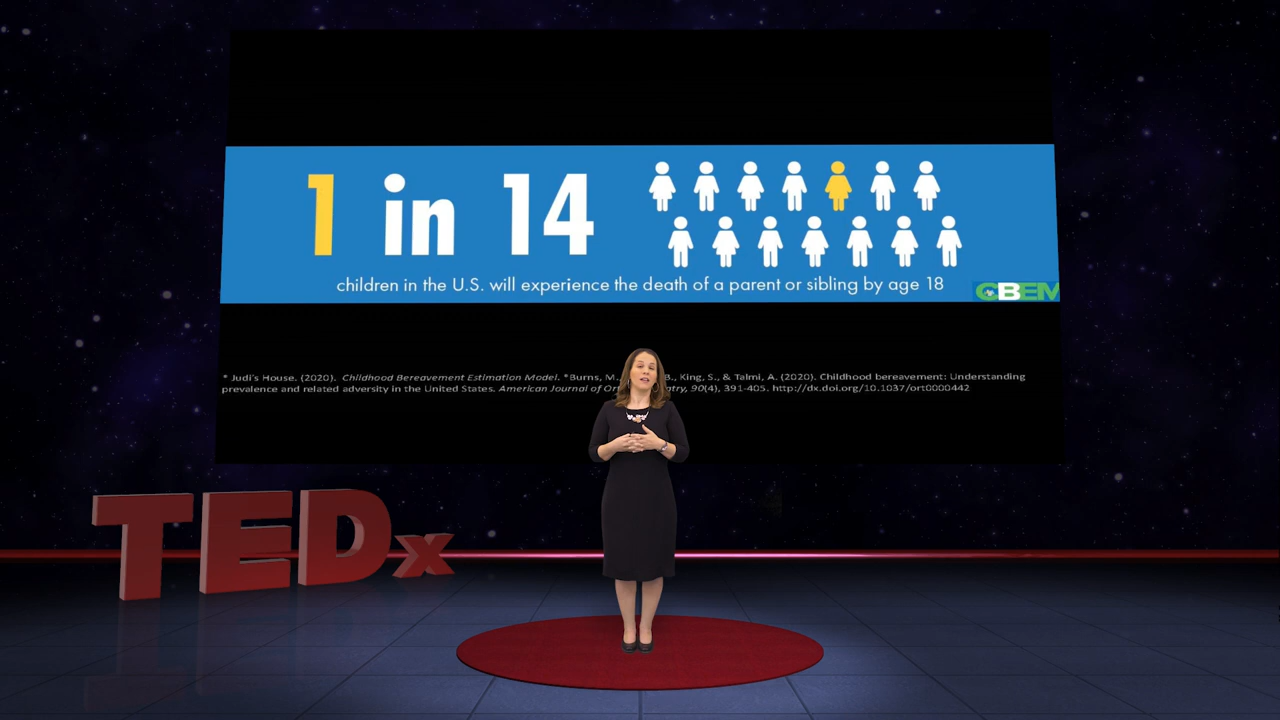 1 in 14
children in the U.S. will experience the death of a parent or sibling by age 18
CBEM
* Judi's House. (2020). Childhood Bereavement Estimation Model. *Burns, M., B., King, S., & Talmi, A. (2020). Childhood bereavement: Understanding
prevalence and related adversity in the United States. American Journal of 90(4), 391-405. http://dx.doi.org/10.1037/ort0000442
TEDx